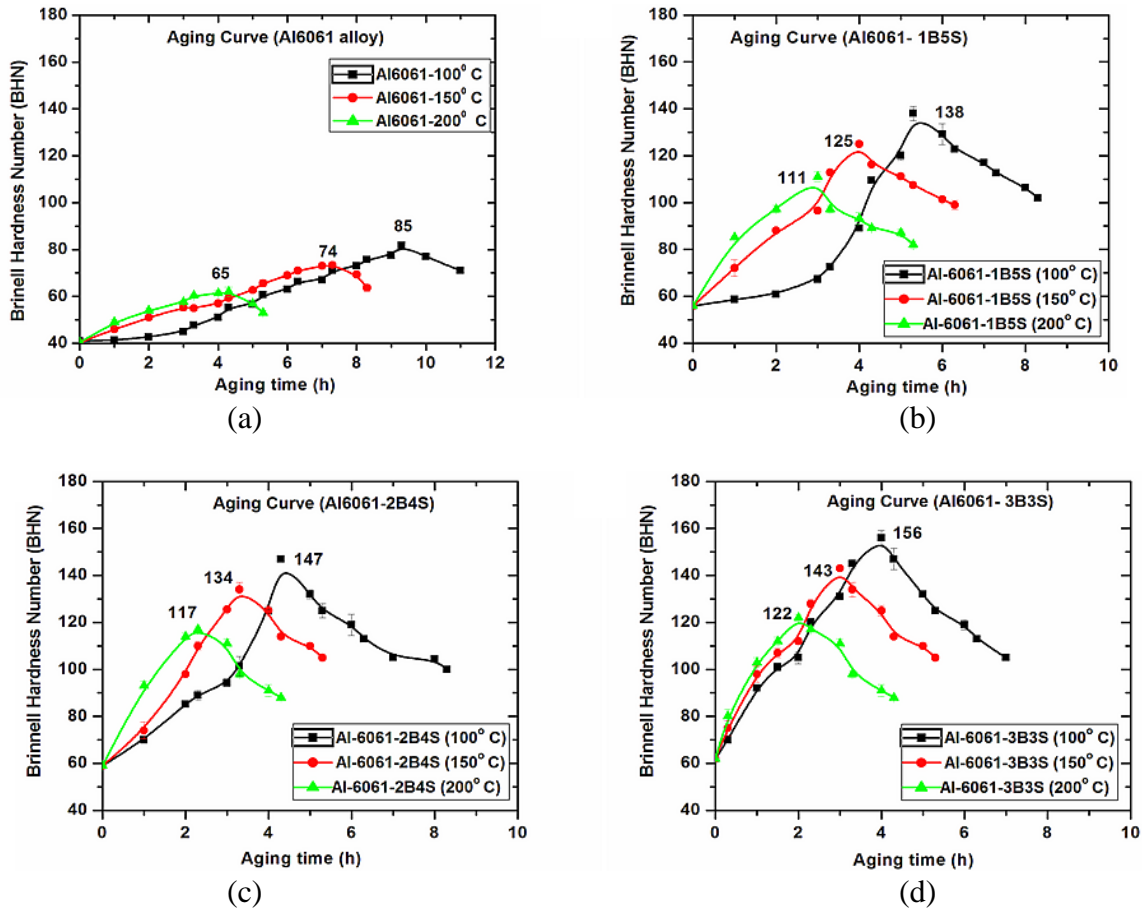 Aging Curve (Al6061 alloy)
Al6061-100⁰ C
Al6061-150⁰ C
Al6061-200⁰ C
65
74
85
Brinell Hardness Number (BHN)
180
160
140
120
100
80
60
40
0 2 4 6 8 10 12
Aging time (h)
(a)
Aging Curve (Al6061- 1B5S)
111
125
138
Al-6061-1B5S (100° C)
Al-6061-1B5S (150° C)
Al-6061-1B5S (200° C)
Brinnell Hardness Number (BHN)
180
160
140
120
100
80
60
40
0 2 4 6 8 10
Aging time (h)
(b)
Aging Curve (Al6061-2B4S)
117
134
147
Al-6061-2B4S (100° C)
Al-6061-2B4S (150° C)
Al-6061-2B4S (200° C)
Brinnell Hardness Number (BHN)
180
160
140
120
100
80
60
40
0 2 4 6 8 10
Aging time (h)
(c)
Aging Curve (Al6061- 3B3S)
122
143
156
Al-6061-3B3S (100° C)
Al-6061-3B3S (150° C)
Al-6061-3B3S (200° C)
Brinnell Hardness Number (BHN)
180
160
140
120
100
80
60
40
0 2 4 6 8 10
Aging time (h)
(d)